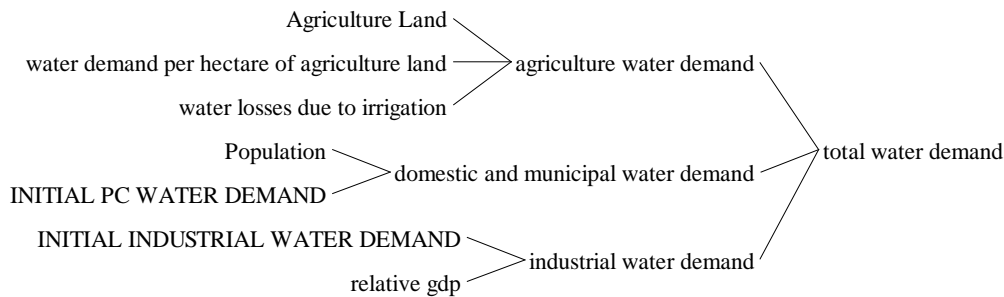 Agriculture Land
water demand per hectare of agriculture land
agriculture water demand
water losses due to irrigation
Population
total water demand
domestic and municipal water demand
INITIAL PC WATER DEMAND
INITIAL INDUSTRIAL WATER DEMAND
industrial water demand
relative gdp